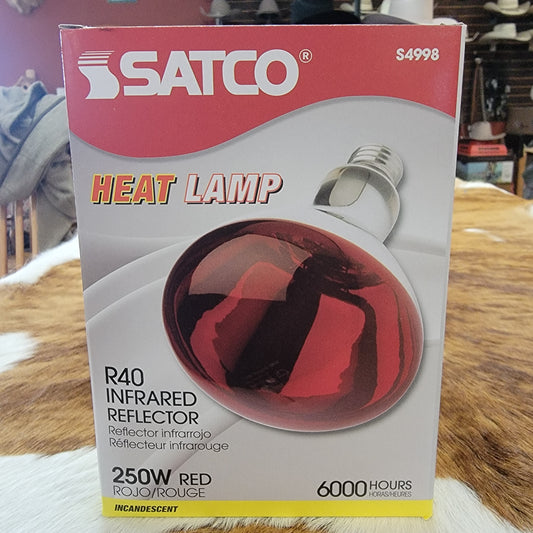 SATCO®
S4998
HEAT LAMP
R40
INFRARED
REFLECTOR
Reflector infrarrojo
Réflecteur infrarouge
250W RED
ROJO/ROUGE
6000 HOURS
HORAS/HEURES
INCANDESCENT